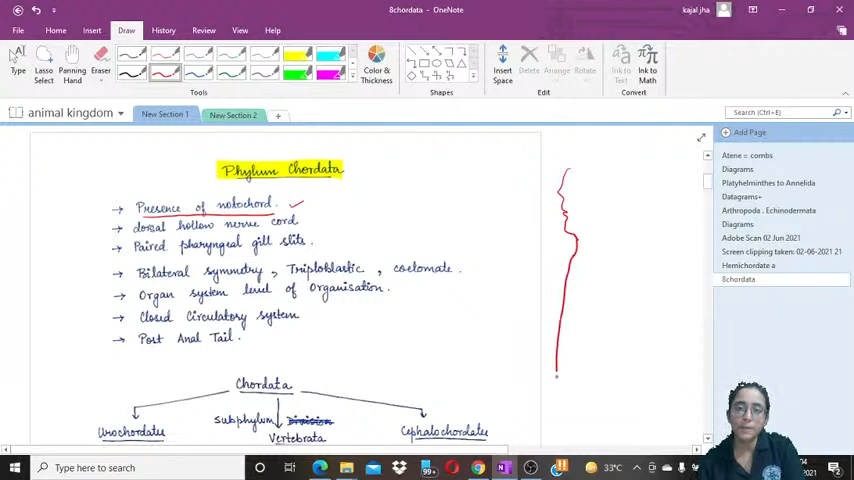 8chordata - OneNote
kajal jha
File Home Insert Draw History Review View Help
Type
Lasso Select
Panning Hand
Eraser
Color & Thickness
Insert Space
Delete
Arrange
Rotate
Ink to Text
Ink to Math
Tools
Shapes
Edit
Convert
animal kingdom
New Section 1
New Section 2
Search (Ctrl+E)
Add Page
Atene = combs
Diagrams
Platyhelminthes to Annelida
Datagrams+
Arthropoda . Echinodermata
Diagrams
Adobe Scan 02 Jun 2021
Screen clipping taken: 02-06-2021 21
Hemichordate a
8chordata
Phylum Chordata
→ Presence of notochord. ✓
→ dorsal hollow nerve cord
→ Paired pharyngeal gill slits.
→ Bilateral symmetry, Triploblastic, coelomate.
→ Organ system level of Organisation.
→ Closed Circulatory system
→ Post Anal Tail.
Chordata
Urochordates
subphylum
Vertebrata
Cephalochordates
Type here to search
99+
33°C